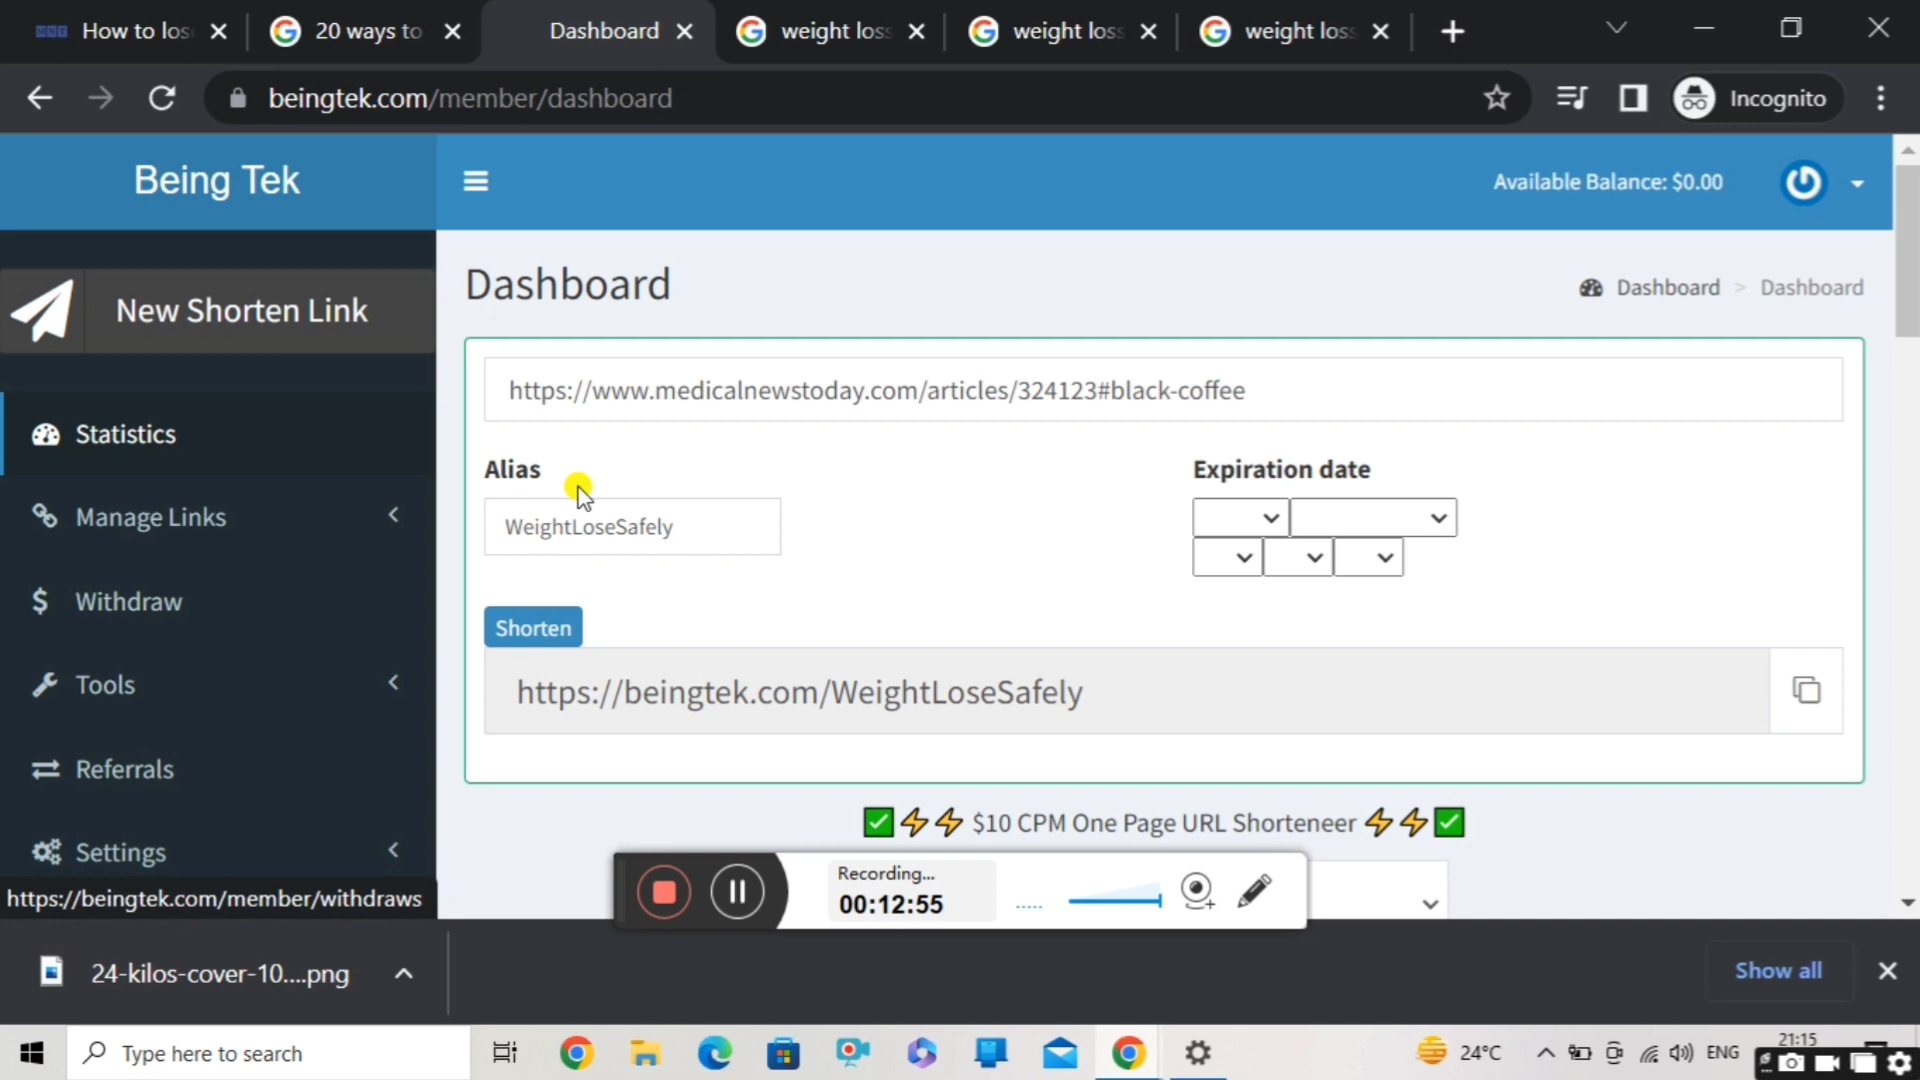 How to los
20 ways to
Dashboard
weight loss
weight loss
weight loss
beingtek.com/member/dashboard
Incognito
Being Tek
Available Balance: $0.00
New Shorten Link
Dashboard
Dashboard > Dashboard
https://www.medicalnewstoday.com/articles/324123#black-coffee
Statistics
Alias
Expiration date
Manage Links
WeightLoseSafely
Withdraw
Shorten
Tools
https://beingtek.com/WeightLoseSafely
Referrals
✅⚡⚡ $10 CPM One Page URL Shorteneer ⚡⚡✅
Settings
Recording...
00:12:55
https://beingtek.com/member/withdraws
24-kilos-cover-10....png
Show all
Type here to search
24°C
ENG
21:15